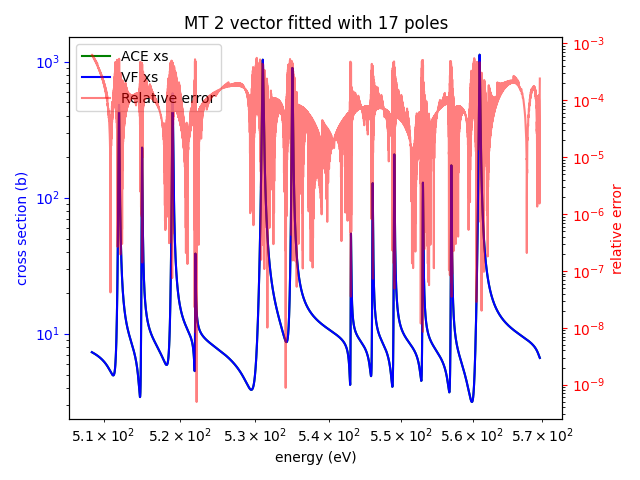 MT 2 vector fitted with 17 poles
ACE xs
VF xs
Relative error
cross section (b)
10³
10²
10¹
relative error
10⁻³
10⁻⁴
10⁻⁵
10⁻⁶
10⁻⁷
10⁻⁸
10⁻⁹
5.1 × 10² 5.2 × 10² 5.3 × 10² 5.4 × 10² 5.5 × 10² 5.6 × 10² 5.7 × 10²
energy (eV)